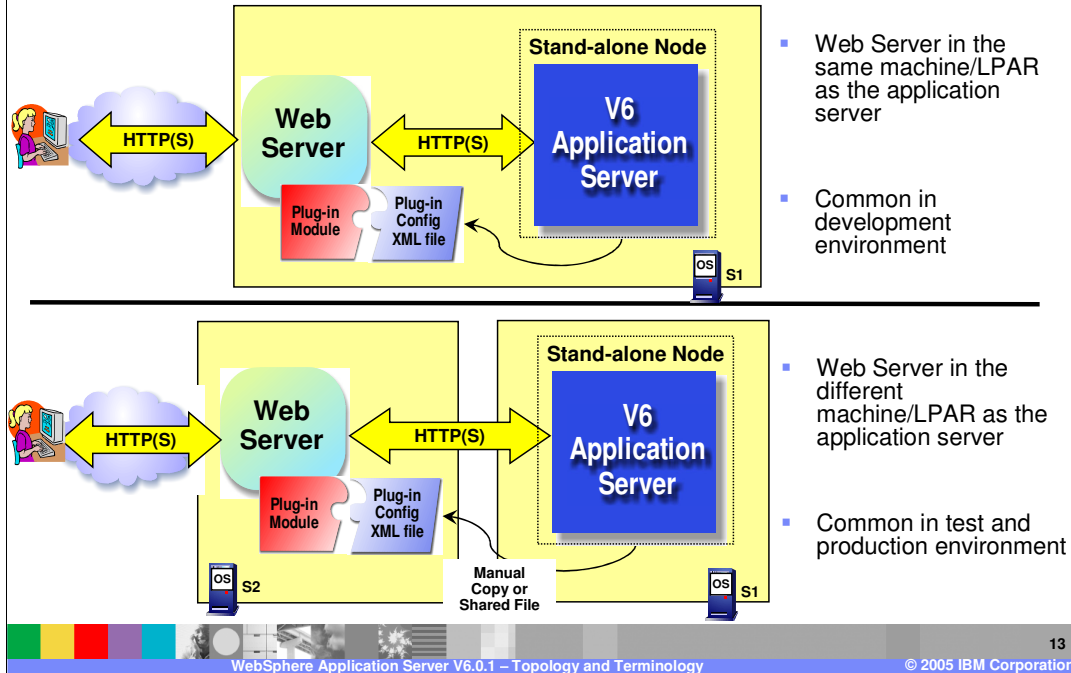 Stand-alone Node
Web
Server
V6
Application
Server
HTTP(S)
HTTP(S)
Plug-in
Module
Plug-in
Config
XML file
OS
S1
Web Server in the
same machine/LPAR
as the application
server
Common in
development
environment
Stand-alone Node
Web
Server
V6
Application
Server
HTTP(S)
HTTP(S)
Plug-in
Module
Plug-in
Config
XML file
Manual
Copy or
Shared File
OS
S2
OS
S1
Web Server in the
different
machine/LPAR as the
application server
Common in test and
production environment
13
WebSphere Application Server V6.0.1 – Topology and Terminology
© 2005 IBM Corporation